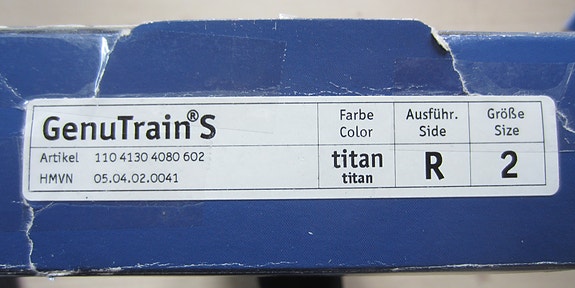 GenuTrain®S
Artikel 110 4130 4080 602
HMVN 05.04.02.0041
Farbe
Color
titan
titan
Ausführ.
Side
R
Größe
Size
2